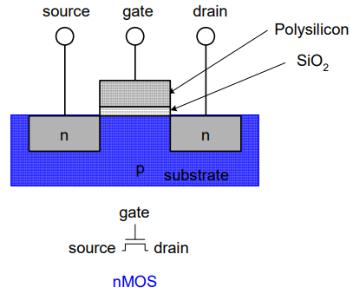 source gate drain
Polysilicon
SiO₂
n n
p
substrate
gate
source drain
nMOS